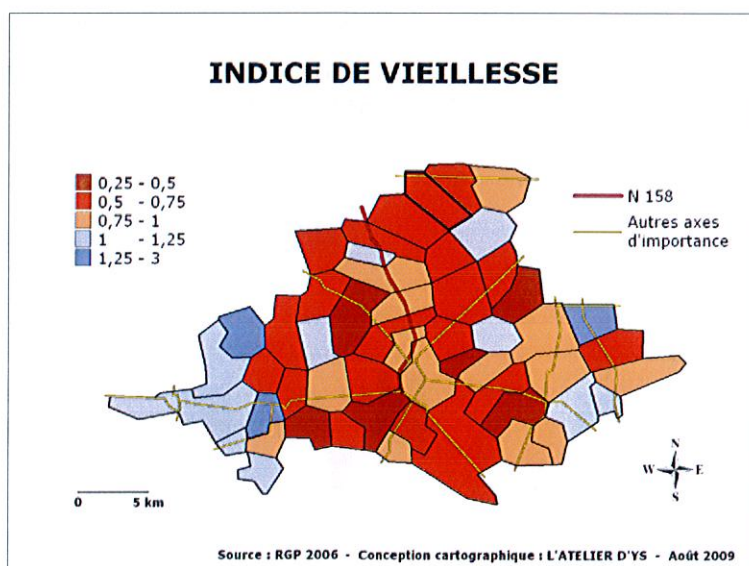 INDICE DE VIEILLESSE
0,25 - 0,5
0,5 - 0,75
0,75 - 1
1 - 1,25
1,25 - 3
N 158
Autres axes
d'importance
N
W E
S
0 5 km
Source : RGP 2006 - Conception cartographique : L'ATELIER D'YS - Août 2009